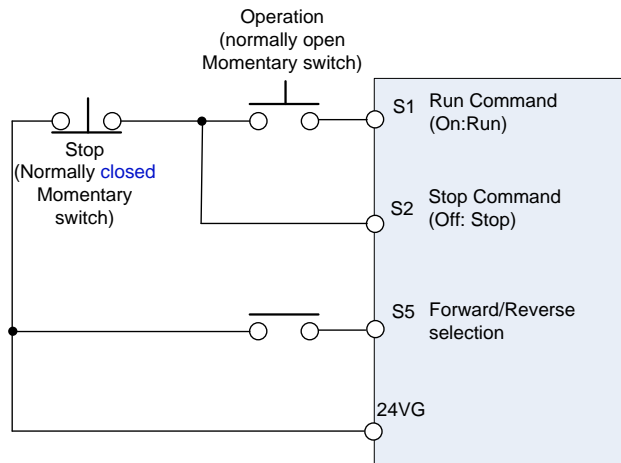 Operation
(normally open
Momentary switch)
Stop
(Normally closed
Momentary
switch)
S1 Run Command
(On:Run)
S2 Stop Command
(Off: Stop)
S5 Forward/Reverse
selection
24VG